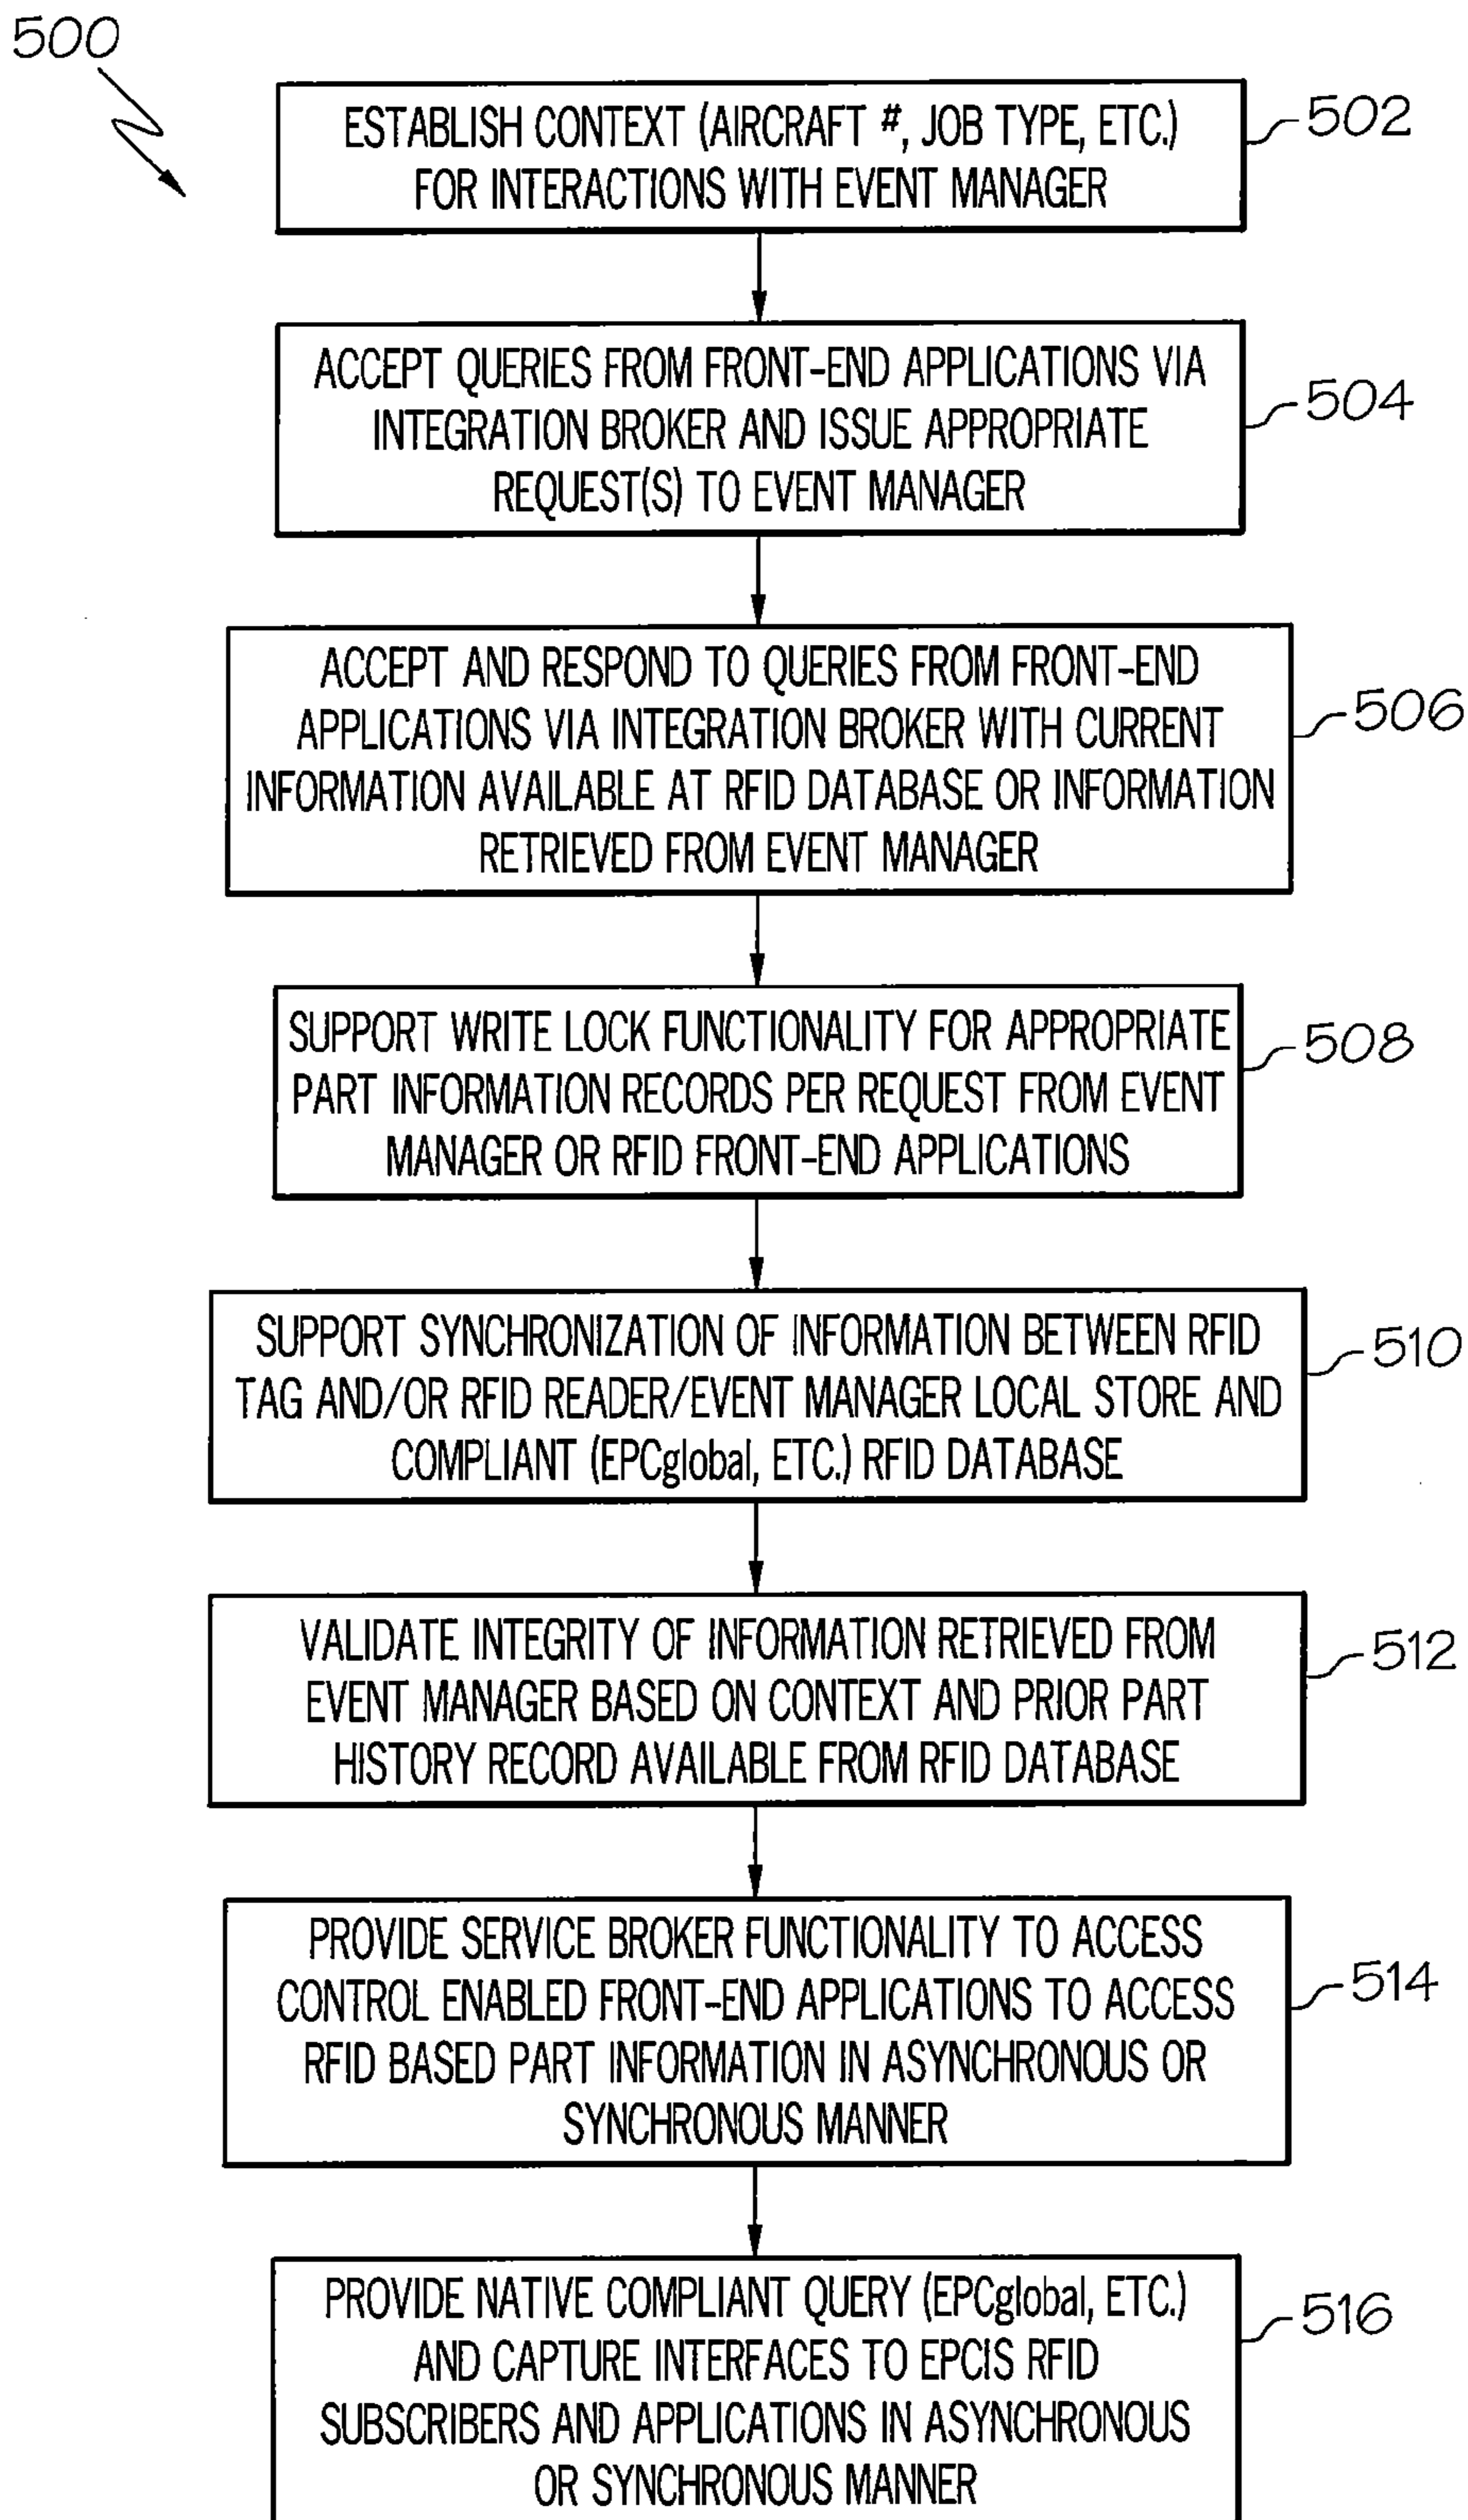 500
ESTABLISH CONTEXT (AIRCRAFT #, JOB TYPE, ETC.)
FOR INTERACTIONS WITH EVENT MANAGER
502
ACCEPT QUERIES FROM FRONT-END APPLICATIONS VIA
INTEGRATION BROKER AND ISSUE APPROPRIATE
REQUEST(S) TO EVENT MANAGER
504
ACCEPT AND RESPOND TO QUERIES FROM FRONT-END
APPLICATIONS VIA INTEGRATION BROKER WITH CURRENT
INFORMATION AVAILABLE AT RFID DATABASE OR INFORMATION
RETRIEVED FROM EVENT MANAGER
506
SUPPORT WRITE LOCK FUNCTIONALITY FOR APPROPRIATE
PART INFORMATION RECORDS PER REQUEST FROM EVENT
MANAGER OR RFID FRONT-END APPLICATIONS
508
SUPPORT SYNCHRONIZATION OF INFORMATION BETWEEN RFID
TAG AND/OR RFID READER/EVENT MANAGER LOCAL STORE AND
COMPLIANT (EPCglobal, ETC.) RFID DATABASE
510
VALIDATE INTEGRITY OF INFORMATION RETRIEVED FROM
EVENT MANAGER BASED ON CONTEXT AND PRIOR PART
HISTORY RECORD AVAILABLE FROM RFID DATABASE
512
PROVIDE SERVICE BROKER FUNCTIONALITY TO ACCESS
CONTROL ENABLED FRONT-END APPLICATIONS TO ACCESS
RFID BASED PART INFORMATION IN ASYNCHRONOUS OR
SYNCHRONOUS MANNER
514
PROVIDE NATIVE COMPLIANT QUERY (EPCglobal, ETC.)
AND CAPTURE INTERFACES TO EPCIS RFID
SUBSCRIBERS AND APPLICATIONS IN ASYNCHRONOUS
OR SYNCHRONOUS MANNER
516